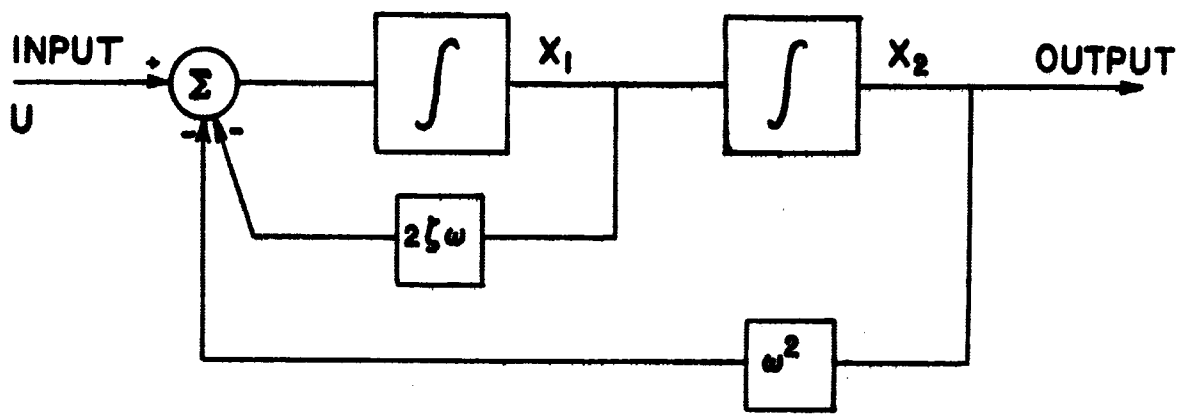 INPUT
+
Σ
∫
X₁
∫
X₂
OUTPUT
U
-
-
2ζω
ω²